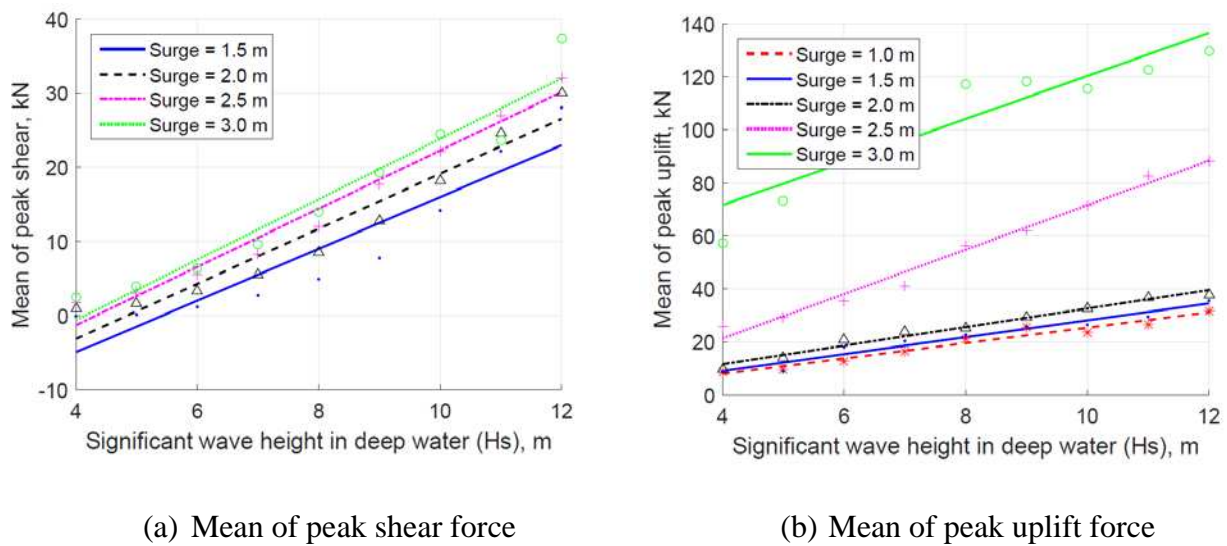 40
30
20
10
0
-10
4
6
8
10
12
Mean of peak shear, kN
Significant wave height in deep water (Hs), m
Surge = 1.5 m
Surge = 2.0 m
Surge = 2.5 m
Surge = 3.0 m
(a) Mean of peak shear force
140
120
100
80
60
40
20
0
4
6
8
10
12
Mean of peak uplift, kN
Significant wave height in deep water (Hs), m
Surge = 1.0 m
Surge = 1.5 m
Surge = 2.0 m
Surge = 2.5 m
Surge = 3.0 m
(b) Mean of peak uplift force